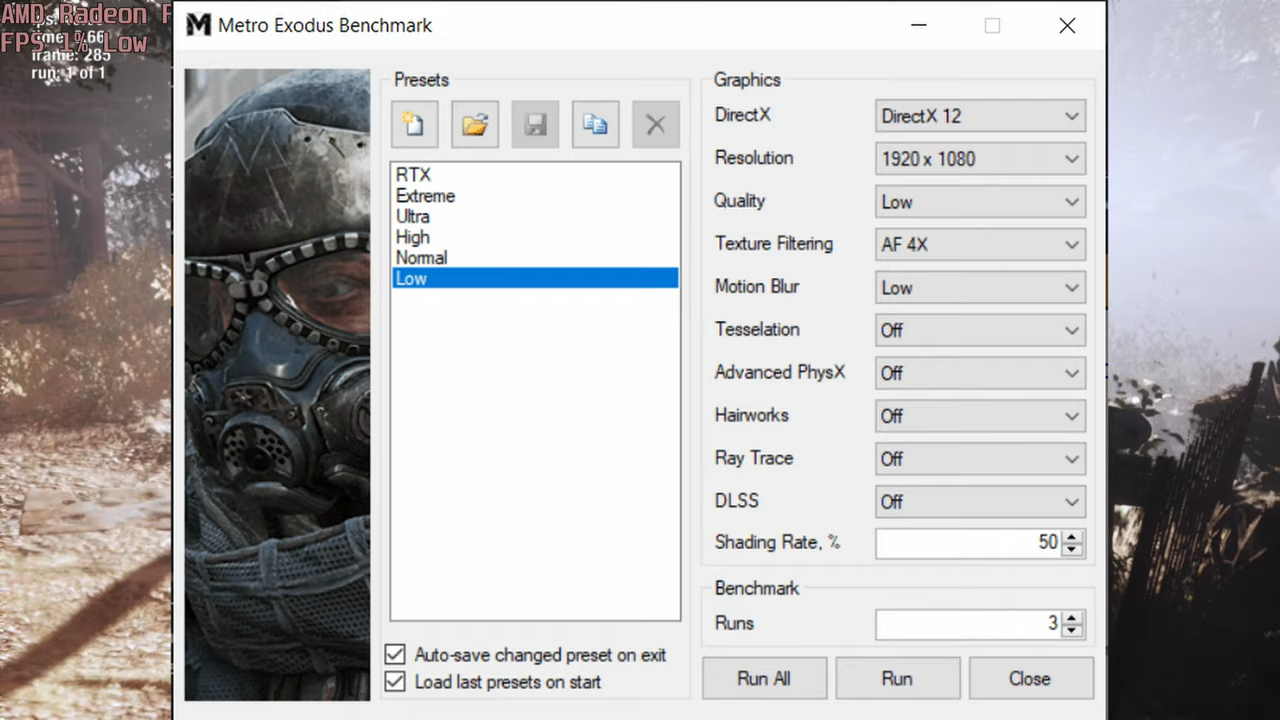 AMD Radeon
FPS 1% Low
frame: 285
run: 1 of 1
Metro Exodus Benchmark
Presets
RTX
Extreme
Ultra
High
Normal
Low
Auto-save changed preset on exit
Load last presets on start
Graphics
DirectX DirectX 12
Resolution 1920 x 1080
Quality Low
Texture Filtering AF 4X
Motion Blur Low
Tesselation Off
Advanced PhysX Off
Hairworks Off
Ray Trace Off
DLSS Off
Shading Rate, % 50
Benchmark
Runs 3
Run All Run Close